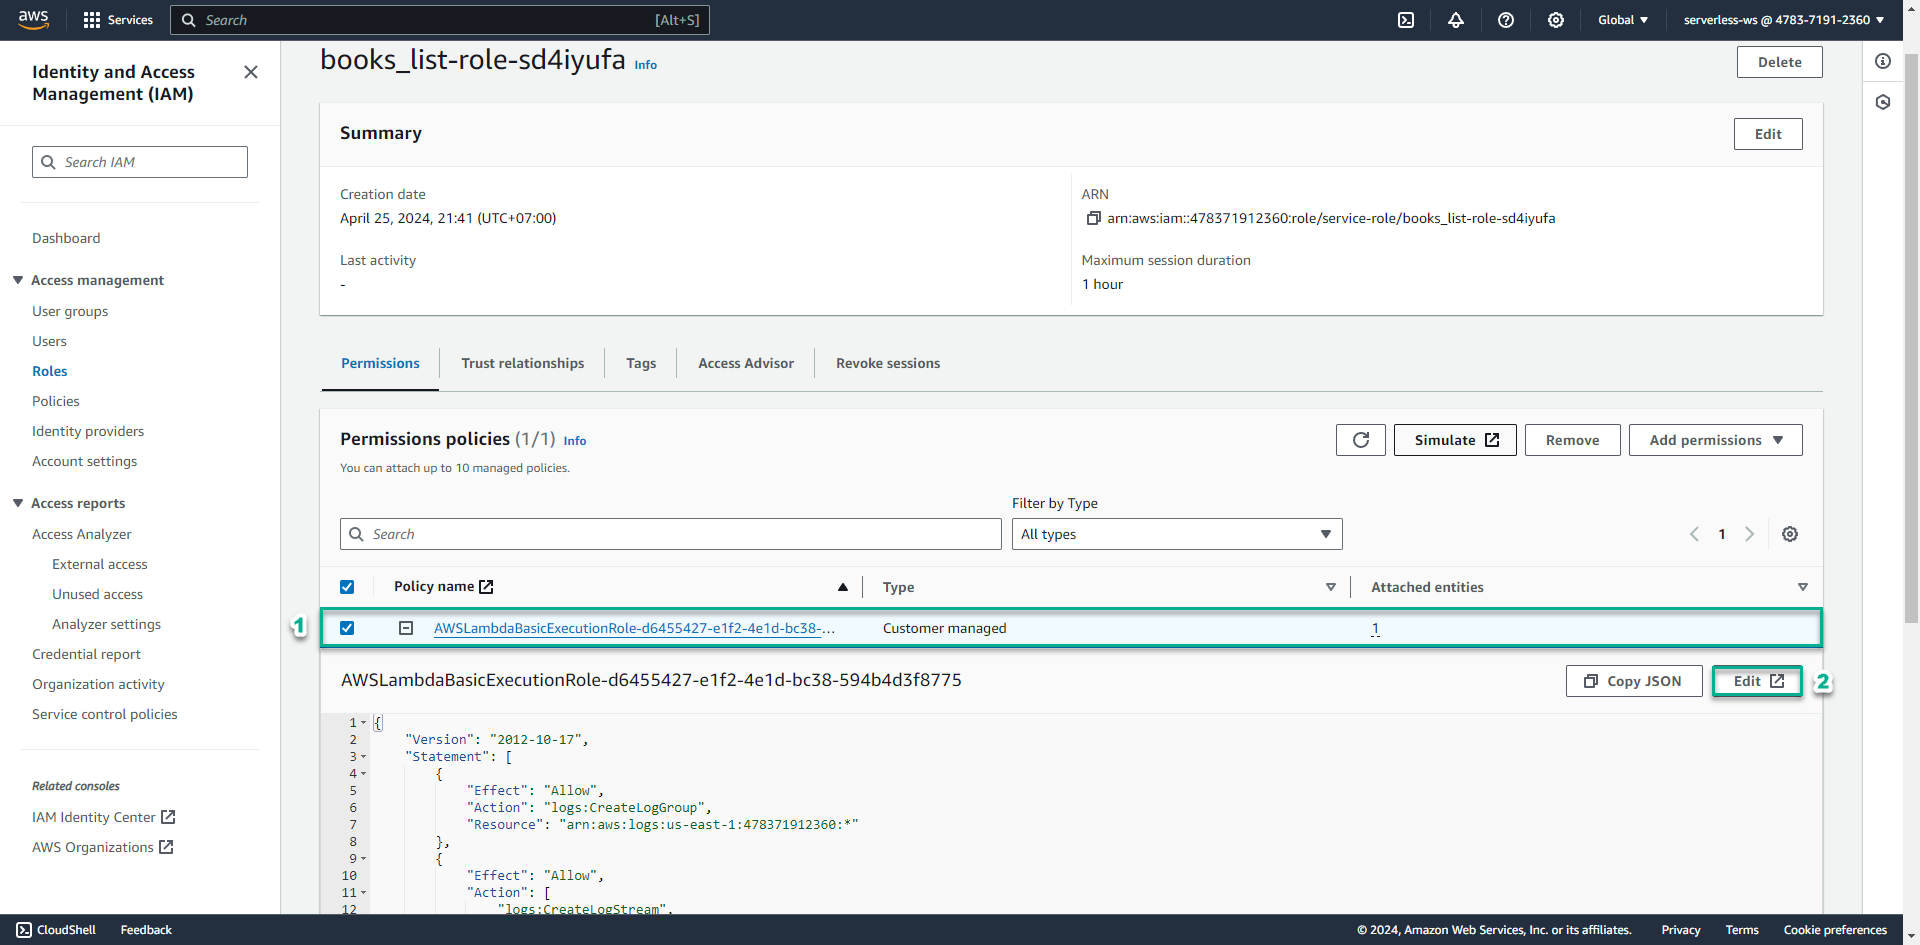 aws
Services
Search
[Alt+S]
Global
serverless-ws @ 4783-7191-2360
Identity and Access
Management (IAM)
Search IAM
Dashboard
Access management
User groups
Users
Roles
Policies
Identity providers
Account settings
Access reports
Access Analyzer
External access
Unused access
Analyzer settings
Credential report
Organization activity
Service control policies
Related consoles
IAM Identity Center
AWS Organizations
books_list-role-sd4iyufa Info
Delete
Summary
Edit
Creation date
April 25, 2024, 21:41 (UTC+07:00)
ARN
arn:aws:iam::478371912360:role/service-role/books_list-role-sd4iyufa
Last activity
-
Maximum session duration
1 hour
Permissions
Trust relationships
Tags
Access Advisor
Revoke sessions
Permissions policies (1/1) Info
You can attach up to 10 managed policies.
Simulate
Remove
Add permissions
Filter by Type
Search
All types
1
Policy name
Type
Attached entities
1
AWSLambdaBasicExecutionRole-d6455427-e1f2-4e1d-bc38-...
Customer managed
1
AWSLambdaBasicExecutionRole-d6455427-e1f2-4e1d-bc38-594b4d3f8775
Copy JSON
Edit
2
1 {
2 "Version": "2012-10-17",
3 "Statement": [
4 {
5 "Effect": "Allow",
6 "Action": "logs:CreateLogGroup",
7 "Resource": "arn:aws:logs:us-east-1:478371912360:*"
8 },
9 {
10 "Effect": "Allow",
11 "Action": [
12 "logs:CreateLogStream",
CloudShell
Feedback
© 2024, Amazon Web Services, Inc. or its affiliates.
Privacy
Terms
Cookie preferences